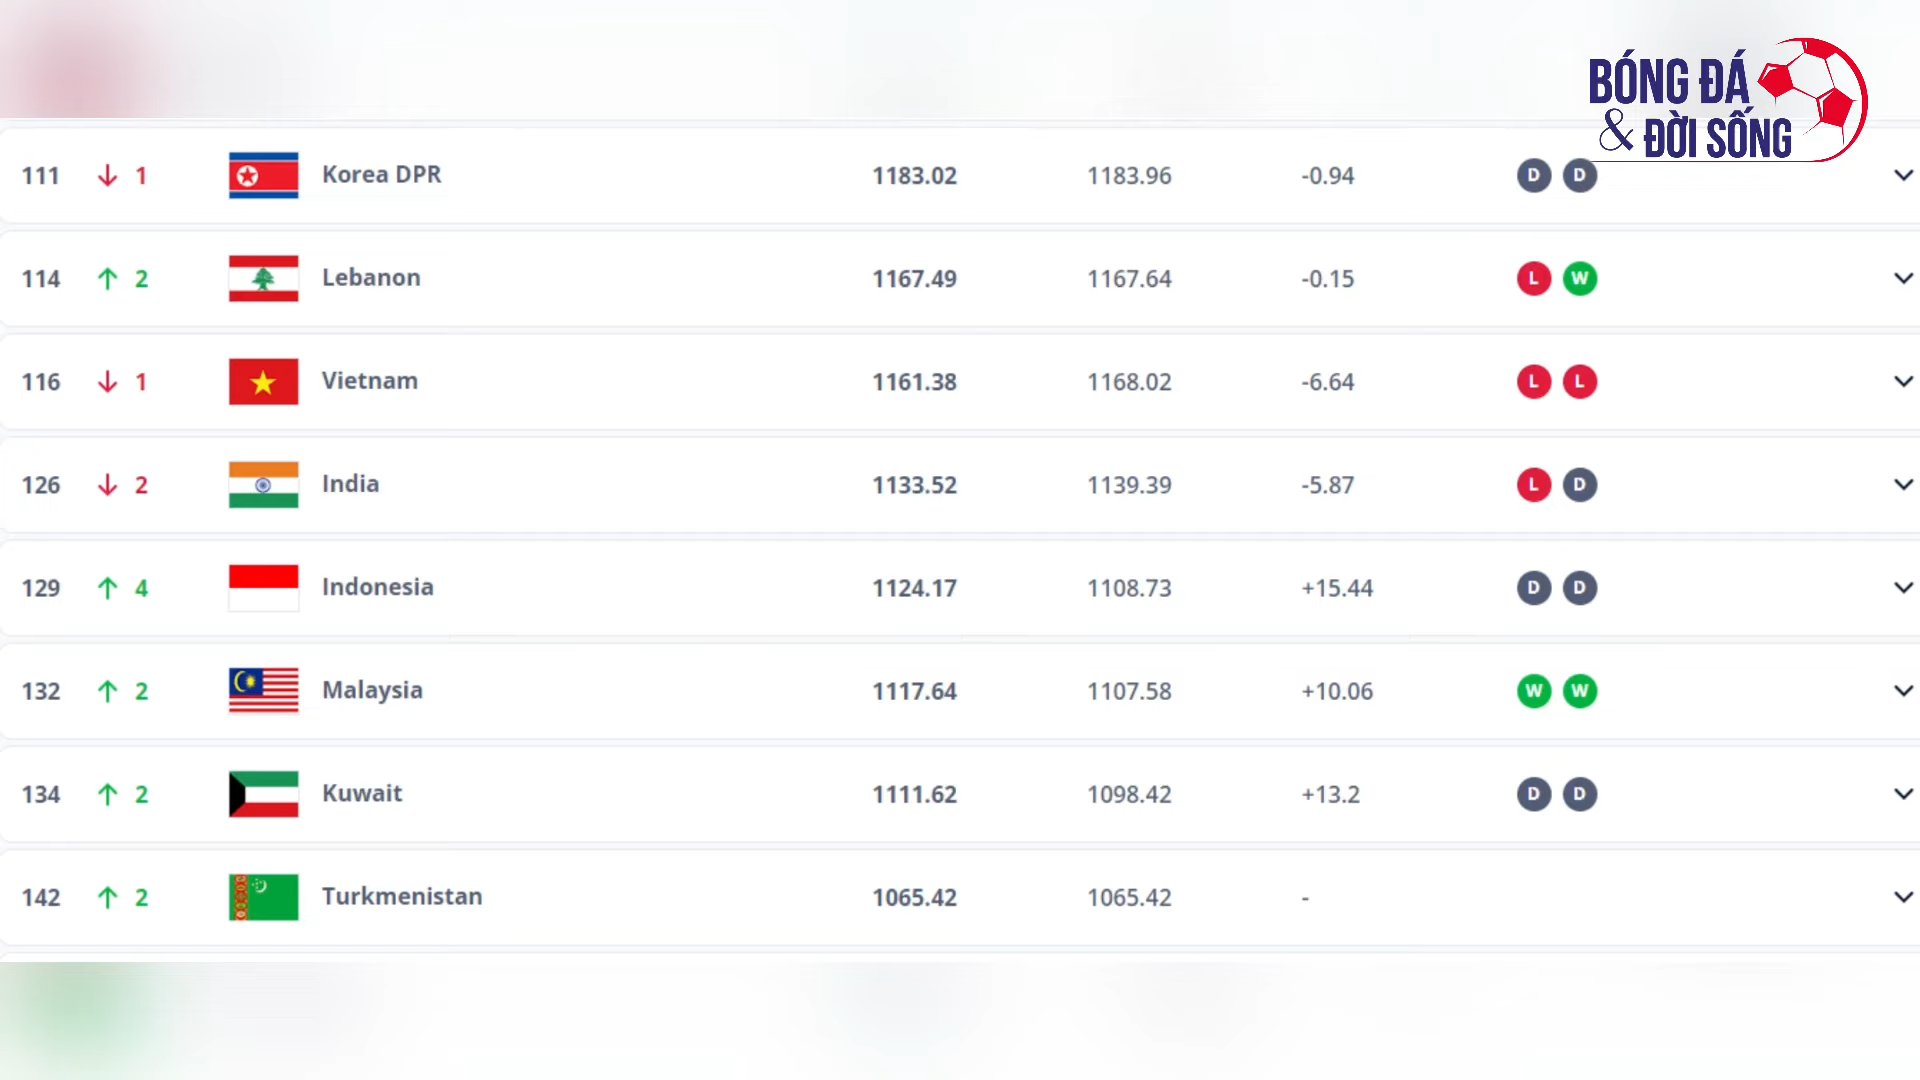 BÓNG ĐÁ
& ĐỜI SỐNG
111 ↓ 1 Korea DPR 1183.02 1183.96 -0.94 D D
114 ↑ 2 Lebanon 1167.49 1167.64 -0.15 L W
116 ↓ 1 Vietnam 1161.38 1168.02 -6.64 L L
126 ↓ 2 India 1133.52 1139.39 -5.87 L D
129 ↑ 4 Indonesia 1124.17 1108.73 +15.44 D D
132 ↑ 2 Malaysia 1117.64 1107.58 +10.06 W W
134 ↑ 2 Kuwait 1111.62 1098.42 +13.2 D D
142 ↑ 2 Turkmenistan 1065.42 1065.42 -